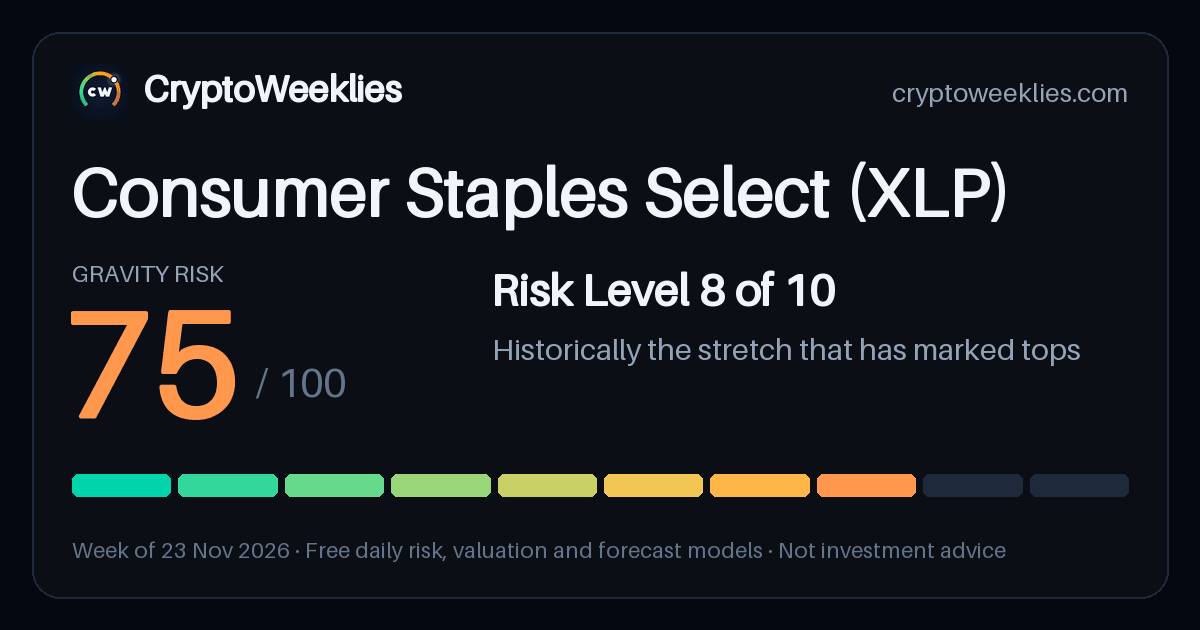 CW
CryptoWeeklies
cryptoweeklies.com
Consumer Staples Select (XLP)
GRAVITY RISK
75 / 100
Risk Level 8 of 10
Historically the stretch that has marked tops
Week of 23 Nov 2026 · Free daily risk, valuation and forecast models · Not investment advice